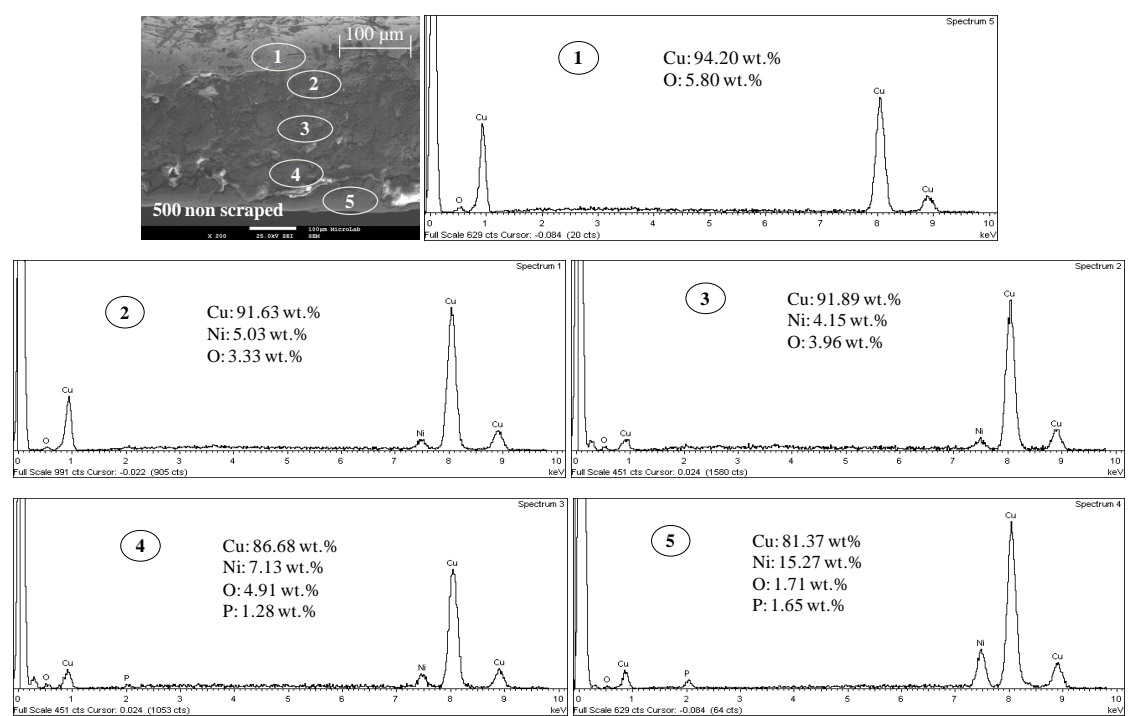 100 μm
1
2
3
4
5
500 non scraped
X 200 25.0kV SEI 100μm MicroLab
SEM
Spectrum 5
1
Cu: 94.20 wt.%
O: 5.80 wt.%
Cu
O
Cu
Cu
0 1 2 3 4 5 6 7 8 9 10
Full Scale 629 cts Cursor: -0.084 (20 cts) keV
Spectrum 1
2
Cu: 91.63 wt.%
Ni: 5.03 wt.%
O: 3.33 wt.%
Cu
O
Ni
Cu
Cu
0 1 2 3 4 5 6 7 8 9 10
Full Scale 991 cts Cursor: -0.022 (905 cts) keV
Spectrum 2
3
Cu: 91.89 wt.%
Ni: 4.15 wt.%
O: 3.96 wt.%
O
Cu
Ni
Cu
Cu
0 1 2 3 4 5 6 7 8 9 10
Full Scale 451 cts Cursor: 0.024 (1580 cts) keV
Spectrum 3
4
Cu: 86.68 wt.%
Ni: 7.13 wt.%
O: 4.91 wt.%
P: 1.28 wt.%
O
Cu
P
Ni
Cu
Cu
0 1 2 3 4 5 6 7 8 9 10
Full Scale 451 cts Cursor: 0.024 (1053 cts) keV
Spectrum 4
5
Cu: 81.37 wt%
Ni: 15.27 wt.%
O: 1.71 wt.%
P: 1.65 wt.%
O
Cu
P
Ni
Cu
Cu
0 1 2 3 4 5 6 7 8 9 10
Full Scale 629 cts Cursor: -0.084 (64 cts) keV